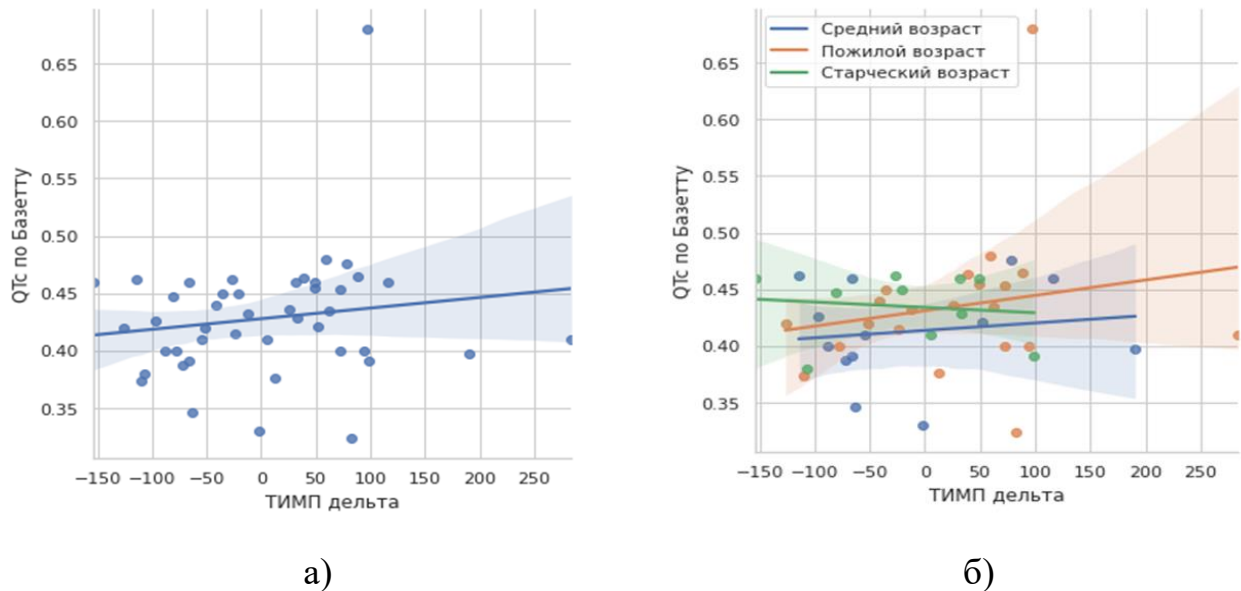 0.65
0.60
0.55
0.50
0.45
0.40
0.35
QTc по Базетту
−150 −100 −50 0 50 100 150 200 250
ТИМП дельта
а)
Средний возраст
Пожилой возраст
Старческий возраст
0.65
0.60
0.55
0.50
0.45
0.40
0.35
QTc по Базетту
−150 −100 −50 0 50 100 150 200 250
ТИМП дельта
б)